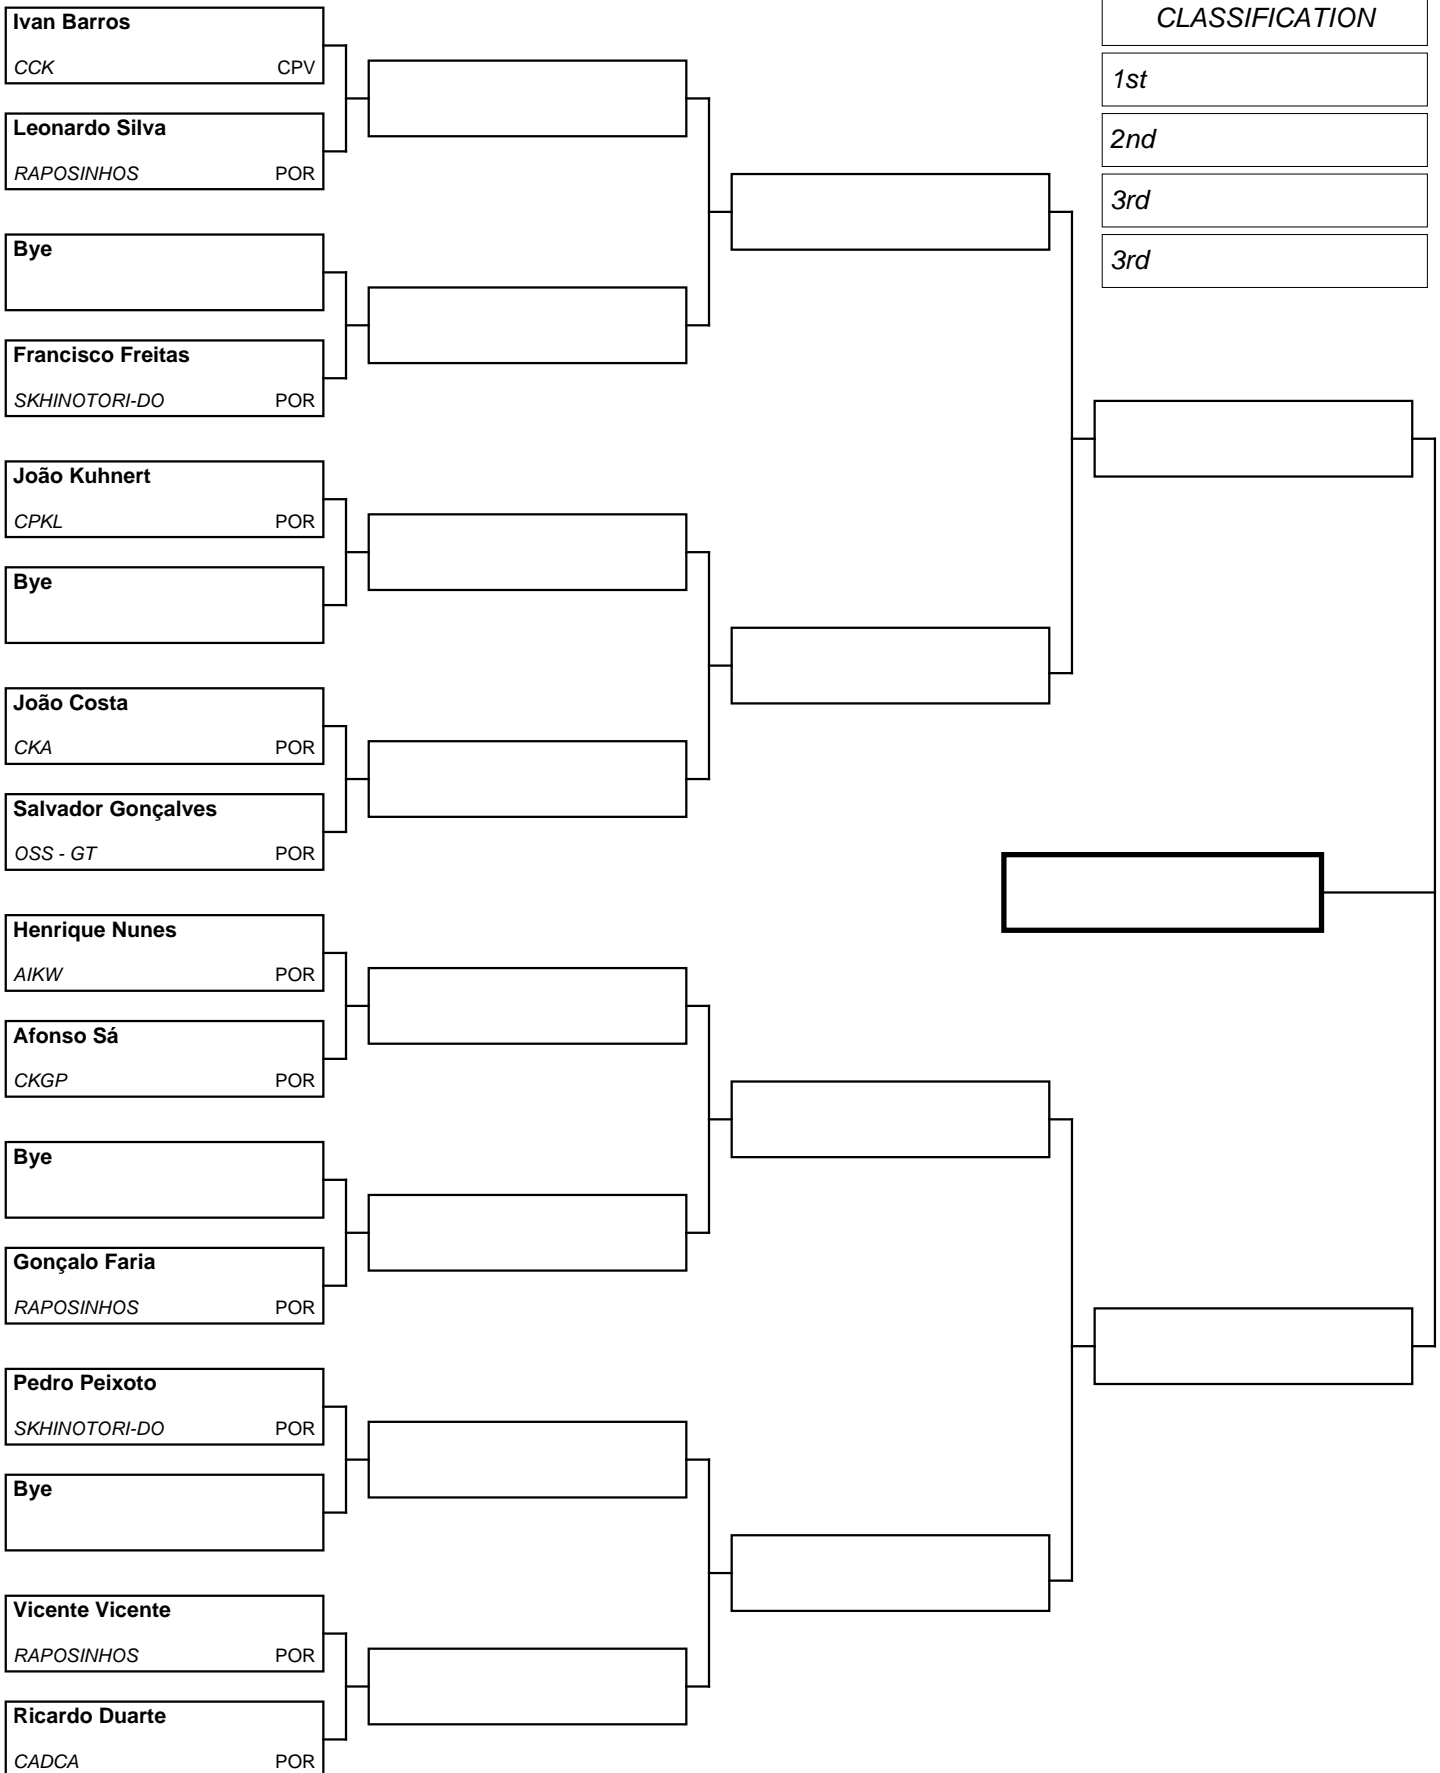 Ivan Barros
CCK CPV
Leonardo Silva
RAPOSINHOS POR
Bye
Francisco Freitas
SKHINOTORI-DO POR
João Kuhnert
CPKL POR
Bye
João Costa
CKA POR
Salvador Gonçalves
OSS - GT POR
Henrique Nunes
AIKW POR
Afonso Sá
CKGP POR
Bye
Gonçalo Faria
RAPOSINHOS POR
Pedro Peixoto
SKHINOTORI-DO POR
Bye
Vicente Vicente
RAPOSINHOS POR
Ricardo Duarte
CADCA POR
CLASSIFICATION
1st
2nd
3rd
3rd